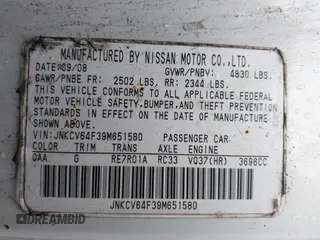 MANUFACTURED BY NISSAN MOTOR CO.,LTD.
DATE:09/08 GVWR/PNBV: 4830 LBS.
GAWR/PNBE FR: 2502 LBS, RR: 2344 LBS.
THIS VEHICLE CONFORMS TO ALL APPLICABLE FEDERAL
MOTOR VEHICLE SAFETY,BUMPER,AND THEFT PREVENTION
STANDARDS IN EFFECT ON THE DATE OF MANUFACTURE
SHOWN ABOVE.
VIN:JNKCV64F39M651580 PASSENGER CAR
COLOR TRIM TRANS AXLE ENGINE
QAA G RE7R01A RC33 VQ37(HR) 3696CC
JNKCV64F39M651580
DREAMBID